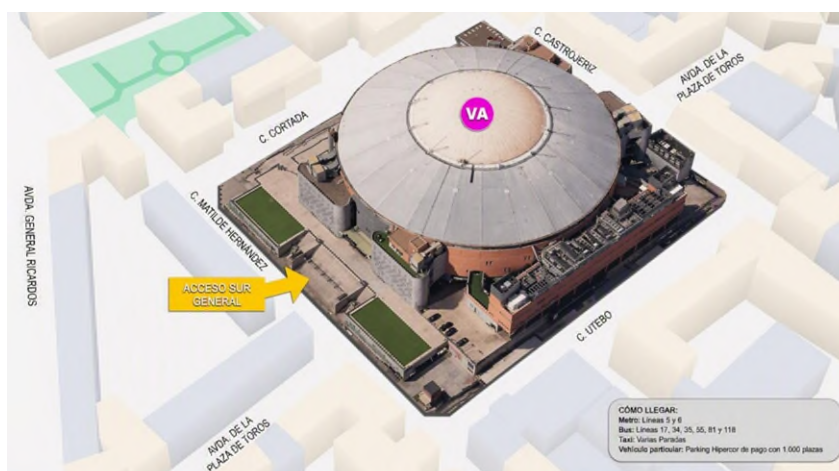 C. CASTROJERIZ
AVDA. DE LA
PLAZA DE TOROS
VA
C. CORTADA
AVDA. GENERAL RICARDOS
C. MATILDE HERNÁNDEZ
ACCESO SUR
GENERAL
C. UTEBO
AVDA. DE LA
PLAZA DE TOROS
CÓMO LLEGAR:
Metro: Líneas 5 y 6
Bus: Líneas 17, 34, 35, 55, 81 y 118
Taxi: Varias Paradas
Vehículo particular: Parking Hipercor de pago con 1.000 plazas